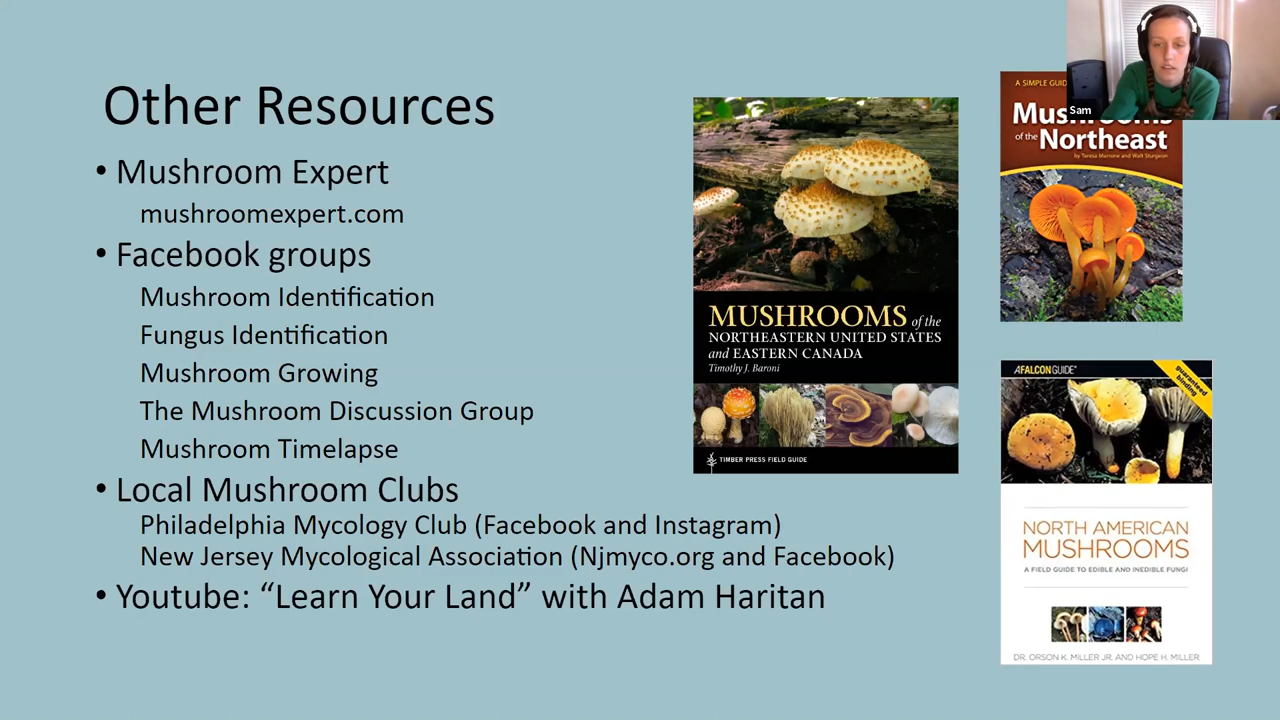 Other Resources
• Mushroom Expert
mushroomexpert.com
• Facebook groups
Mushroom Identification
Fungus Identification
Mushroom Growing
The Mushroom Discussion Group
Mushroom Timelapse
• Local Mushroom Clubs
Philadelphia Mycology Club (Facebook and Instagram)
New Jersey Mycological Association (Njmyco.org and Facebook)
• Youtube: “Learn Your Land” with Adam Haritan
MUSHROOMS of the
NORTHEASTERN UNITED STATES
and EASTERN CANADA
Timothy J. Baroni
TIMBER PRESS FIELD GUIDE
Sam
A SIMPLE
of the Northeast
by Teresa Marrone and Walt Sturgeon
A FALCON GUIDE
guaranteed
binding
NORTH AMERICAN
MUSHROOMS
A FIELD GUIDE TO EDIBLE AND INEDIBLE FUNGI
DR. ORSON K. MILLER JR. AND HOPE H. MILLER